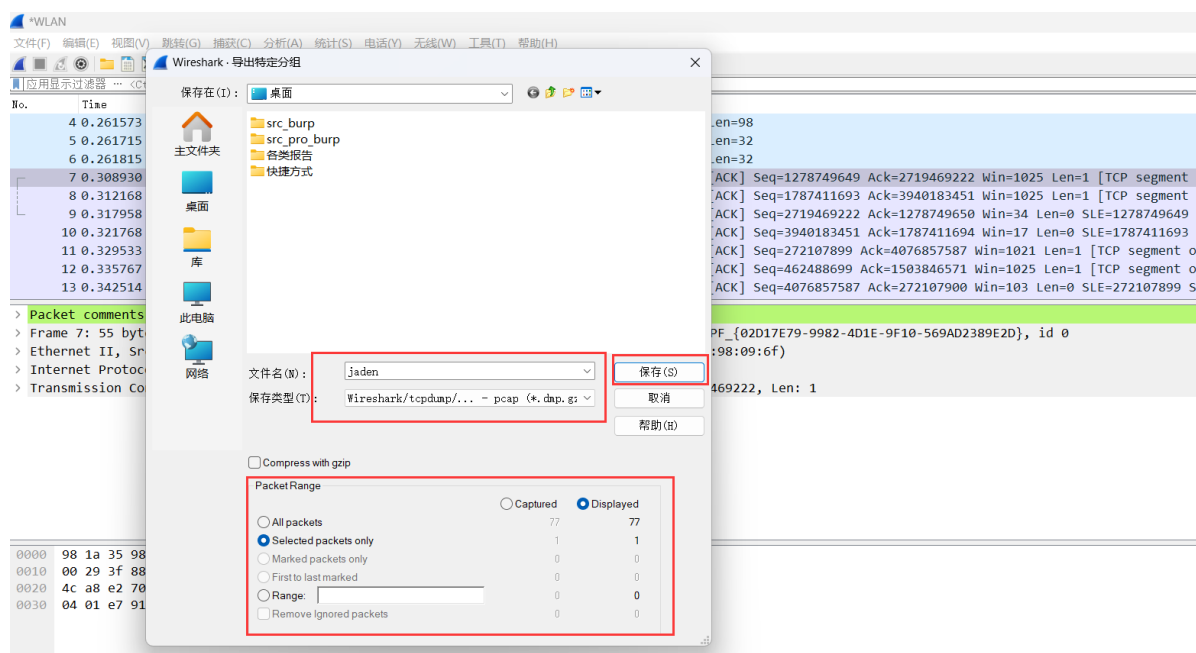 *WLAN
文件(F) 编辑(E) 视图(V) 跳转(G) 捕获(C) 分析(A) 统计(S) 电话(Y) 无线(W) 工具(T) 帮助(H)
应用显示过滤器 … <Ct
No. Time
4 0.261573
5 0.261715
6 0.261815
7 0.308930
8 0.312168
9 0.317958
10 0.321768
11 0.329533
12 0.335767
13 0.342514
Len=98
Len=32
Len=32
[ACK] Seq=1278749649 Ack=2719469222 Win=1025 Len=1 [TCP segment
[ACK] Seq=1787411693 Ack=3940183451 Win=1025 Len=1 [TCP segment
[ACK] Seq=2719469222 Ack=1278749650 Win=34 Len=0 SLE=1278749649
[ACK] Seq=3940183451 Ack=1787411694 Win=17 Len=0 SLE=1787411693
[ACK] Seq=272107899 Ack=4076857587 Win=1021 Len=1 [TCP segment o
[ACK] Seq=462488699 Ack=1503846571 Win=1025 Len=1 [TCP segment o
[ACK] Seq=4076857587 Ack=272107900 Win=103 Len=0 SLE=272107899 S
Wireshark · 导出特定分组
保存在(I): 桌面
主文件夹
桌面
库
此电脑
网络
src_burp
src_pro_burp
各类报告
快捷方式
文件名(N): jaden 保存(S)
保存类型(T): Wireshark/tcpdump/... - pcap (*.dmp.gz 取消
帮助(H)
Compress with gzip
Packet Range
Captured Displayed
All packets 77 77
Selected packets only 1 1
Marked packets only 0 0
First to last marked 0 0
Range: 0 0
Remove Ignored packets 0 0
Packet comments
Frame 7: 55 byt
PF_{02D17E79-9982-4D1E-9F10-569AD2389E2D}, id 0
Ethernet II, Sr
:98:09:6f)
Internet Protoc
Transmission Co
469222, Len: 1
0000 98 1a 35 98
0010 00 29 3f 88
0020 4c a8 e2 70
0030 04 01 e7 91